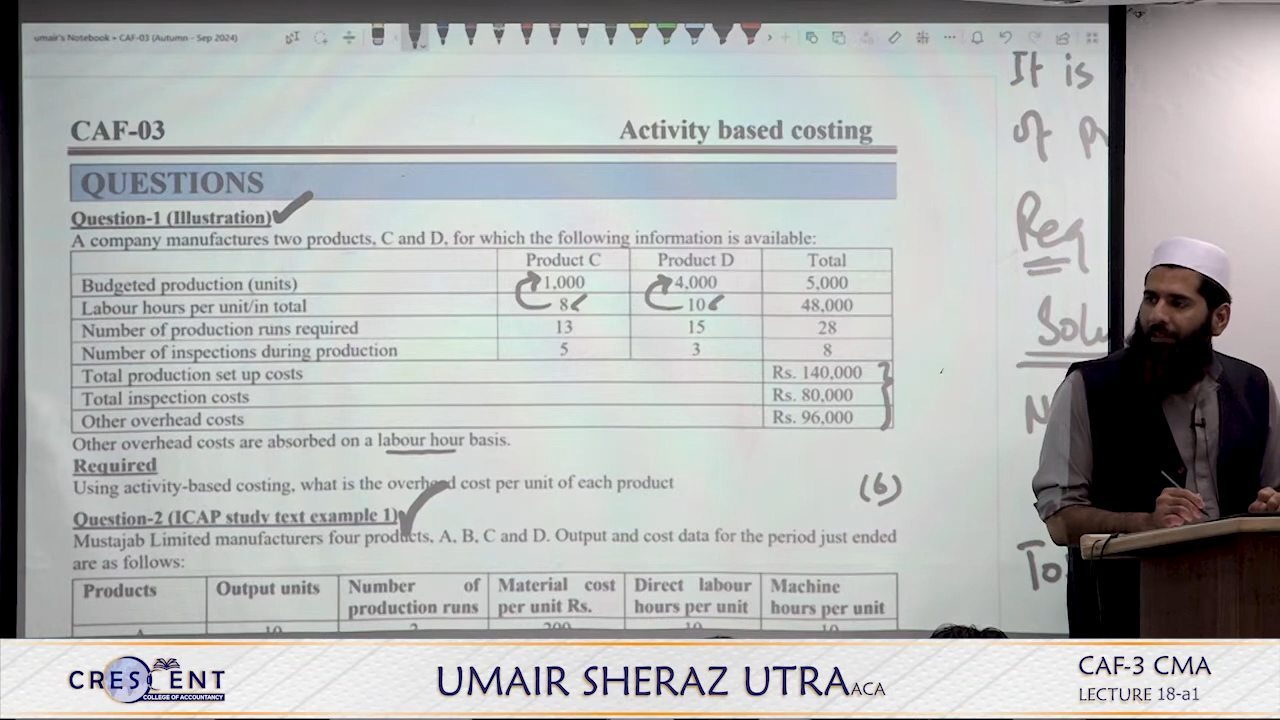 umair's Notebook • CAF-03 (Autumn - Sep 2024)
CAF-03 Activity based costing
QUESTIONS
Question-1 (Illustration)
A company manufactures two products, C and D, for which the following information is available:
Product C Product D Total
Budgeted production (units) 1,000 4,000 5,000
Labour hours per unit/in total 8 10 48,000
Number of production runs required 13 15 28
Number of inspections during production 5 3 8
Total production set up costs Rs. 140,000
Total inspection costs Rs. 80,000
Other overhead costs Rs. 96,000
Other overhead costs are absorbed on a labour hour basis.
Required
Using activity-based costing, what is the overhead cost per unit of each product
(6)
Question-2 (ICAP study text example 1)
Mustajab Limited manufacturers four products, A, B, C and D. Output and cost data for the period just ended
are as follows:
Products Output units Number of Material cost Direct labour Machine
production runs per unit Rs. hours per unit hours per unit
A 10 2 200 10 10
It is
of
Req
CRESCENT
COLLEGE OF ACCOUNTANCY
UMAIR SHERAZ UTRA ACA
CAF-3 CMA
LECTURE 18-a1